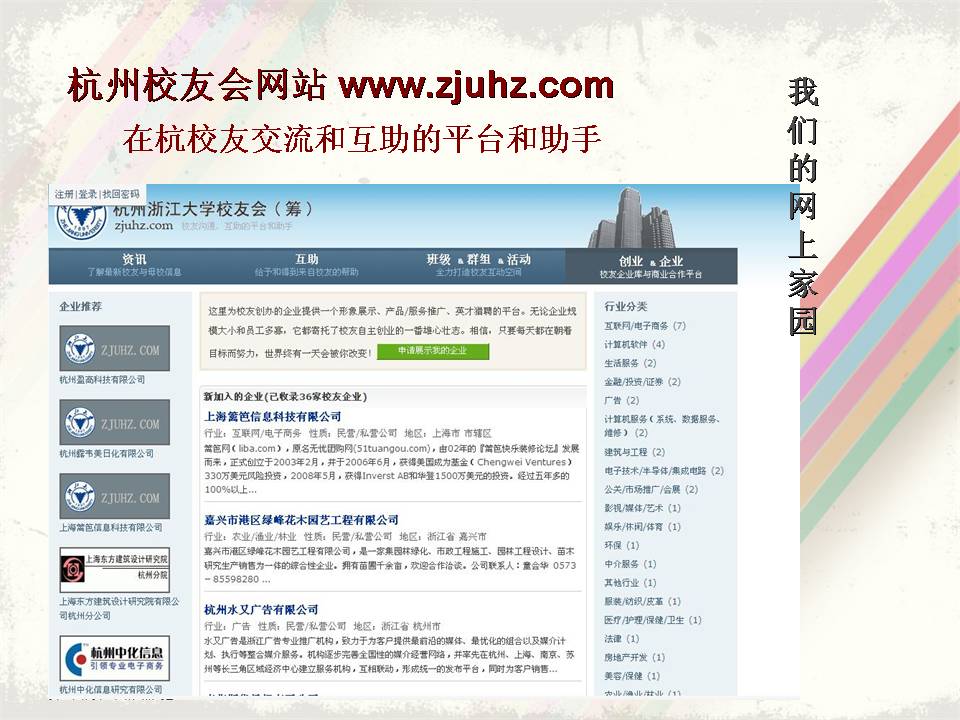 杭州校友会网站 www.zjuhz.com
在杭校友交流和互助的平台和助手
我们的网上家园
注册|登录|找回密码
杭州浙江大学校友会（筹）
zjuhz.com 校友沟通、互助的平台和助手
资讯
了解最新校友与母校信息
互助
给予和得到来自校友的帮助
班级 & 群组 & 活动
全力打造校友互动空间
创业 & 企业
校友企业库与商业合作平台
企业推荐
ZJUHZ.COM
杭州盈高科技有限公司
ZJUHZ.COM
杭州露韦美日化有限公司
ZJUHZ.COM
上海篱笆信息科技有限公司
上海东方建筑设计研究院
杭州分院
上海东方建筑设计研究院有限公
司杭州分公司
杭州中化信息
引领专业电子商务
杭州中化信息研究有限公司
这里为校友创办的企业提供一个形象展示、产品/服务推广、英才猎聘的平台。无论企业规
模大小和员工多寡，它都寄托了校友自主创业的一番雄心壮志。相信，只要每天都在朝着
目标而努力，世界终有一天会被你改变！ 申请展示我的企业
新加入的企业(已收录36家校友企业)
上海篱笆信息科技有限公司
行业：互联网/电子商务 性质：民营/私营公司 地区：上海市 市辖区
篱笆网（liba.com），原名无忧团购网(51tuangou.com)，由02年的『篱笆快乐装修论坛』发展
而来，正式创立于2003年2月，并于2006年6月，获得美国成为基金（Chengwei Ventures）
330万美元风险投资，2008年5月，获得Inverst AB和华登1500万美元的投资。经过五年多的
100%以上...
嘉兴市港区绿峰花木园艺工程有限公司
行业：农业/渔业/林业 性质：民营/私营公司 地区：浙江省 嘉兴市
嘉兴市港区绿峰花木园艺工程有限公司，是一家集园林绿化、市政工程施工、园林工程设计、苗木
研究生产销售为一体的综合性企业。拥有苗圃千余亩，欢迎合作洽谈。公司联系人：童会华 0573
－85598280 ...
杭州水又广告有限公司
行业：广告 性质：民营/私营公司 地区：浙江省 杭州市
水又广告是浙江广告专业推广机构，致力于为客户提供最前沿的媒体、最优化的组合以及媒介计
划、执行等整合媒介服务。机构逐步完善全国性的媒介经营网络，并率先在杭州、上海、南京、苏
州等长三角区域经济中心建立服务机构，互相联动，形成统一的发布平台，同时为客户销售...
行业分类
互联网/电子商务（7）
计算机软件（4）
生活服务（2）
金融/投资/证券（2）
广告（2）
计算机服务（系统、数据服务、
维修）（2）
建筑与工程（2）
电子技术/半导体/集成电路（2）
公关/市场推广/会展（2）
影视/媒体/艺术（1）
娱乐/休闲/体育（1）
环保（1）
中介服务（1）
其他行业（1）
服装/纺织/皮革（1）
医疗/护理/保健/卫生（1）
法律（1）
房地产开发（1）
美容/保健（1）
农业/渔业/林业（1）